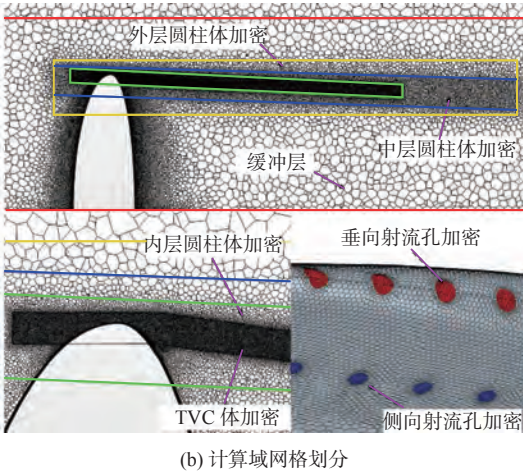 外层圆柱体加密
中层圆柱体加密
缓冲层
内层圆柱体加密
垂向射流孔加密
TVC 体加密
侧向射流孔加密
(b) 计算域网格划分